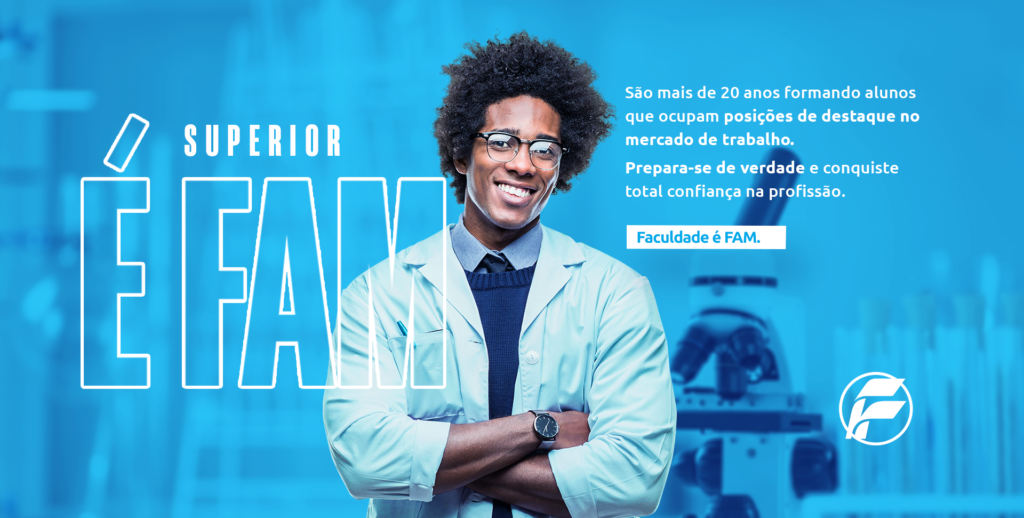 SUPERIOR
É FAM
São mais de 20 anos formando alunos
que ocupam posições de destaque no
mercado de trabalho.
Prepara-se de verdade e conquiste
total confiança na profissão.
Faculdade é FAM.